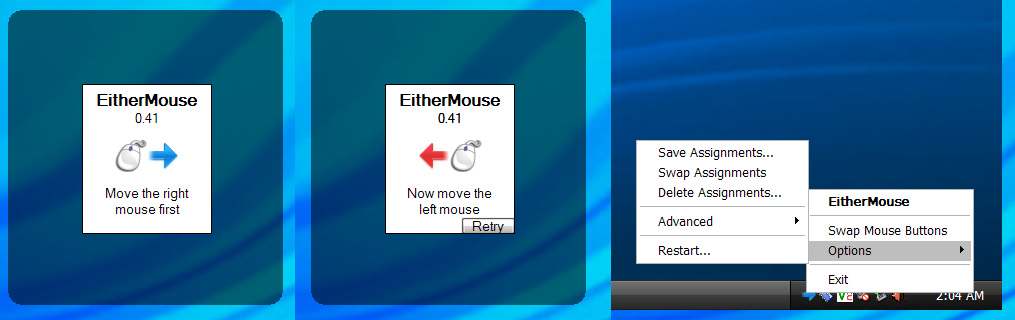 EitherMouse
0.41
Move the right
mouse first
EitherMouse
0.41
Now move the
left mouse
Retry
Save Assignments...
Swap Assignments
Delete Assignments...
Advanced
Restart...
EitherMouse
Swap Mouse Buttons
Options
Exit
2:04 AM